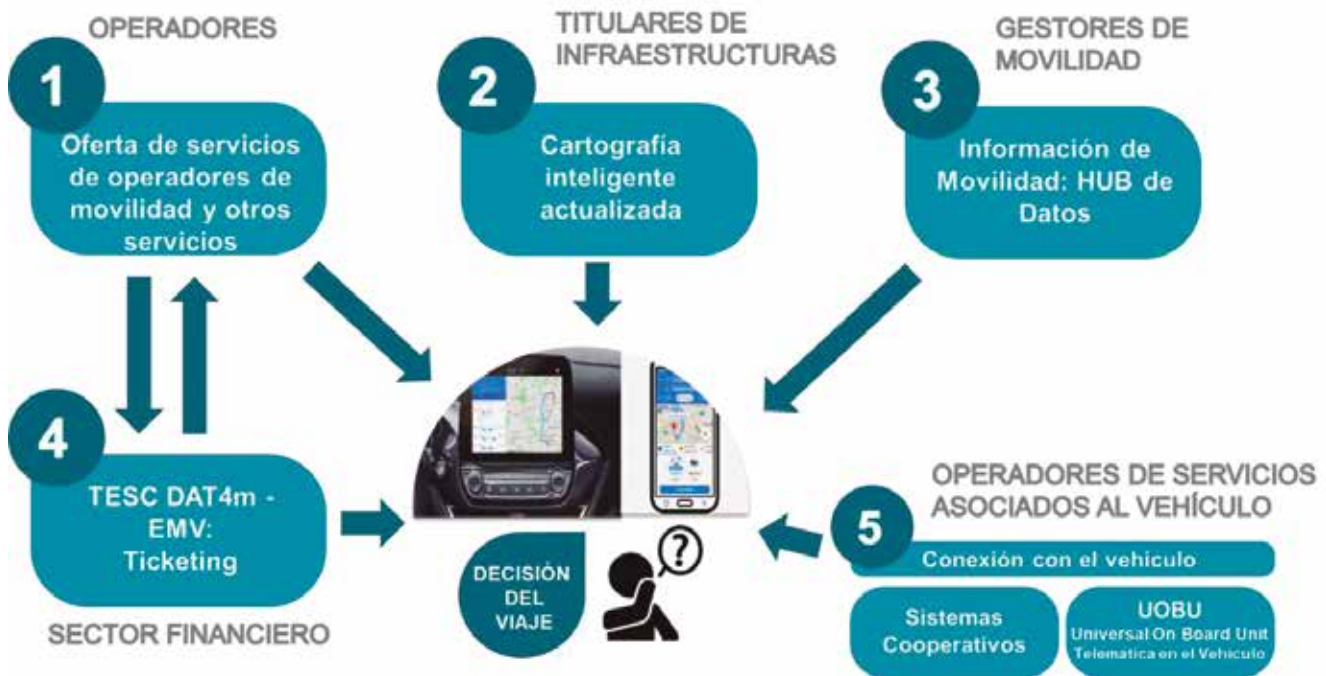 OPERADORES
1
Oferta de servicios
de operadores de
movilidad y otros
servicios
TITULARES DE
INFRAESTRUCTURAS
2
Cartografía
inteligente
actualizada
GESTORES DE
MOVILIDAD
3
Información de
Movilidad: HUB de
Datos
4
TESC DAT4m -
EMV:
Ticketing
SECTOR FINANCIERO
DECISIÓN
DEL
VIAJE
?
OPERADORES DE SERVICIOS
ASOCIADOS AL VEHÍCULO
5
Conexión con el vehículo
Sistemas
Cooperativos
UOBU
Universal On Board Unit
Telematica en el Vehiculo